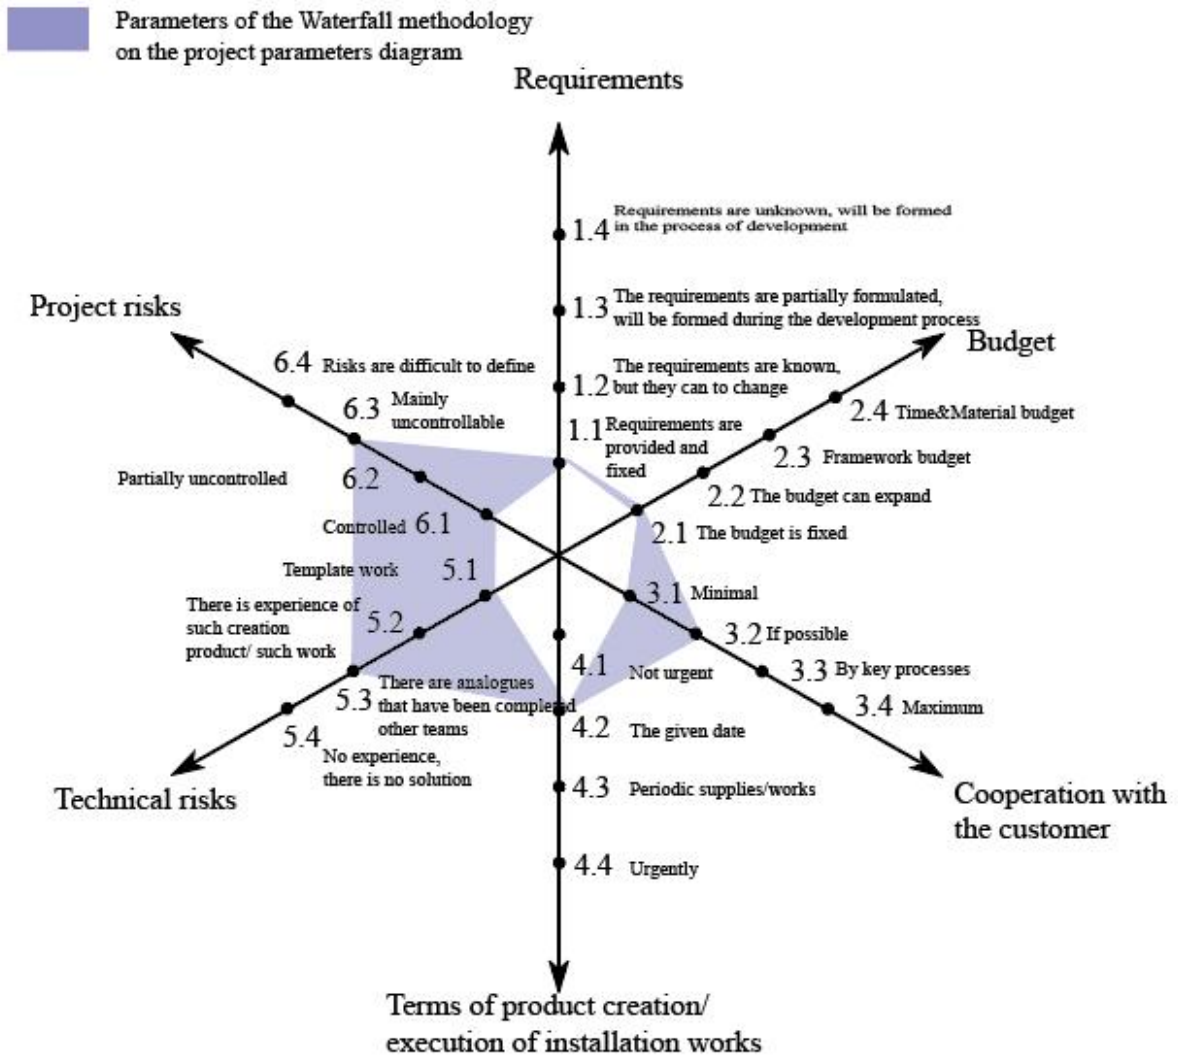 Parameters of the Waterfall methodology
on the project parameters diagram
Requirements
1.4 Requirements are unknown, will be formed
in the process of development
1.3 The requirements are partially formulated,
will be formed during the development process
1.2 The requirements are known,
but they can to change
1.1 Requirements are
provided and
fixed
Budget
2.4 Time&Material budget
2.3 Framework budget
2.2 The budget can expand
2.1 The budget is fixed
3.1 Minimal
3.2 If possible
3.3 By key processes
3.4 Maximum
Cooperation with
the customer
4.1 Not urgent
4.2 The given date
4.3 Periodic supplies/works
4.4 Urgently
Terms of product creation/
execution of installation works
Template work 5.1
There is experience of
such creation
product/ such work
5.2
5.3 There are analogues
that have been completed
other teams
5.4 No experience,
there is no solution
Technical risks
Project risks
6.4 Risks are difficult to define
6.3 Mainly
uncontrollable
Partially uncontrolled 6.2
Controlled 6.1